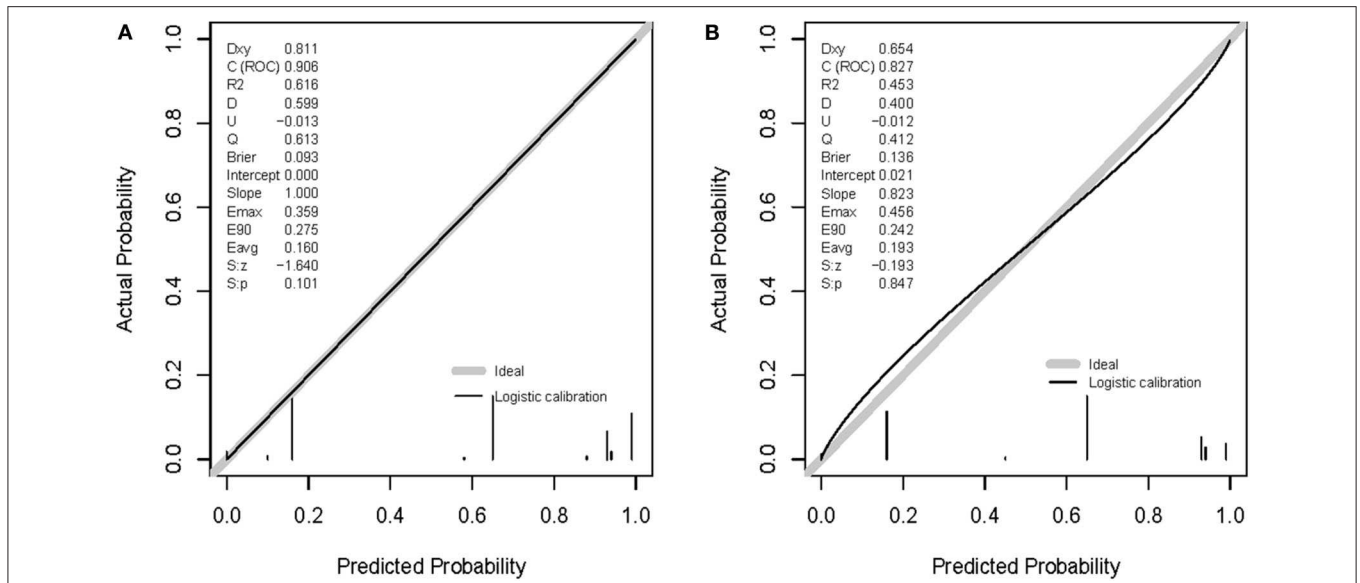 A
Dxy 0.811
C (ROC) 0.906
R2 0.616
D 0.599
U −0.013
Q 0.613
Brier 0.093
Intercept 0.000
Slope 1.000
Emax 0.359
E90 0.275
Eavg 0.160
S:z −1.640
S:p 0.101
Actual Probability
1.0
0.8
0.6
0.4
0.2
0.0
Ideal
Logistic calibration
0.0 0.2 0.4 0.6 0.8 1.0
Predicted Probability
B
Dxy 0.654
C (ROC) 0.827
R2 0.453
D 0.400
U −0.012
Q 0.412
Brier 0.136
Intercept 0.021
Slope 0.823
Emax 0.456
E90 0.242
Eavg 0.193
S:z −0.193
S:p 0.847
Actual Probability
1.0
0.8
0.6
0.4
0.2
0.0
Ideal
Logistic calibration
0.0 0.2 0.4 0.6 0.8 1.0
Predicted Probability